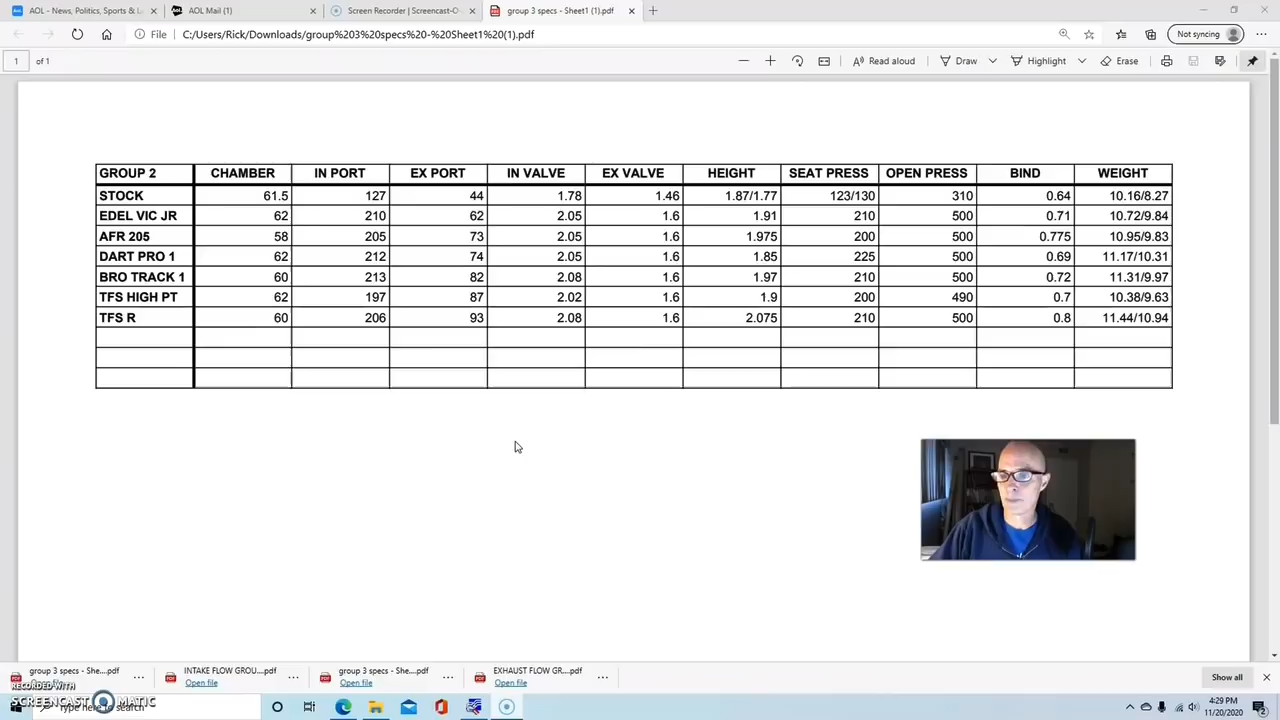 AOL - News, Politics, Sports & L
AOL Mail (1)
Screen Recorder | Screencast-O
group 3 specs - Sheet1 (1).pdf
File
C:/Users/Rick/Downloads/group%203%20specs%20-%20Sheet1%20(1).pdf
Not syncing
1 of 1
Read aloud
Draw
Highlight
Erase
GROUP 2 CHAMBER IN PORT EX PORT IN VALVE EX VALVE HEIGHT SEAT PRESS OPEN PRESS BIND WEIGHT
STOCK 61.5 127 44 1.78 1.46 1.87/1.77 123/130 310 0.64 10.16/8.27
EDEL VIC JR 62 210 62 2.05 1.6 1.91 210 500 0.71 10.72/9.84
AFR 205 58 205 73 2.05 1.6 1.975 200 500 0.775 10.95/9.83
DART PRO 1 62 212 74 2.05 1.6 1.85 225 500 0.69 11.17/10.31
BRO TRACK 1 60 213 82 2.08 1.6 1.97 210 500 0.72 11.31/9.97
TFS HIGH PT 62 197 87 2.02 1.6 1.9 200 490 0.7 10.38/9.63
TFS R 60 206 93 2.08 1.6 2.075 210 500 0.8 11.44/10.94
group 3 specs - She....pdf
INTAKE FLOW GROU....pdf
Open file
group 3 specs - She....pdf
Open file
EXHAUST FLOW GR....pdf
Open file
Show all
RECORDED WITH
SCREENCAST MATIC
Type here to search
4:29 PM
11/20/2020
2